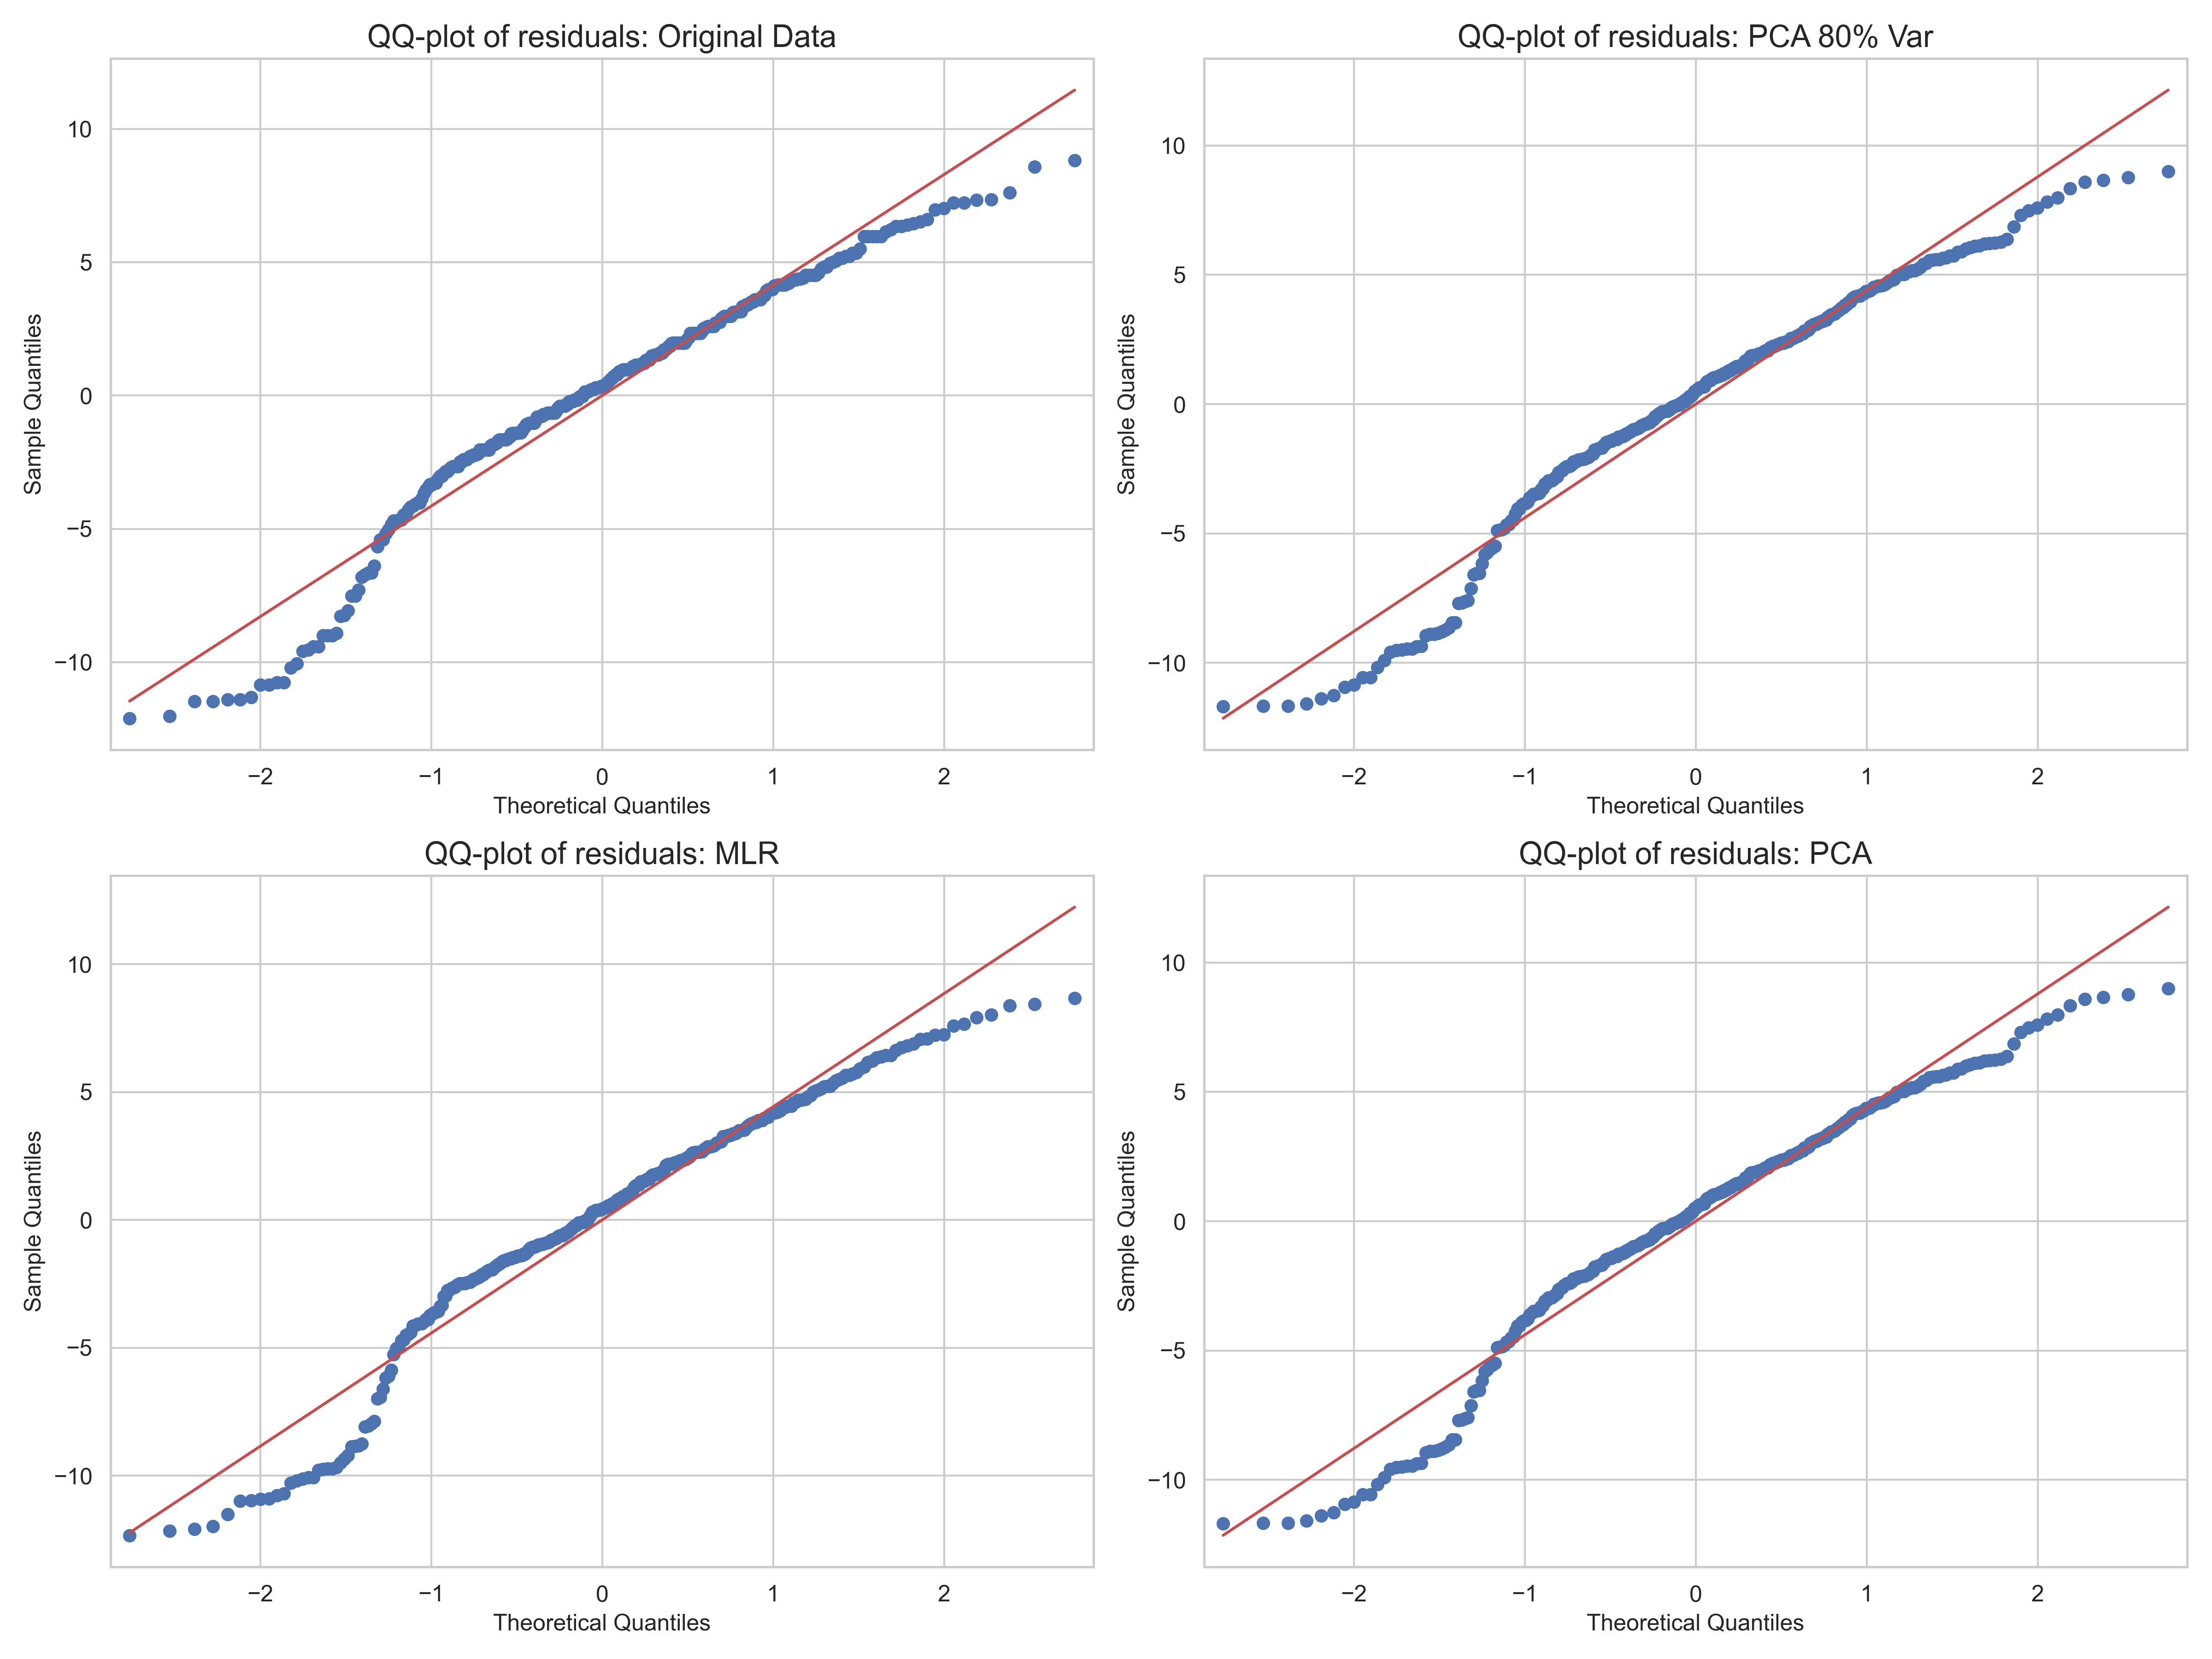 QQ-plot of residuals: Original Data
10
5
0
−5
−10
Sample Quantiles
−2 −1 0 1 2
Theoretical Quantiles
QQ-plot of residuals: PCA 80% Var
10
5
0
−5
−10
Sample Quantiles
−2 −1 0 1 2
Theoretical Quantiles
QQ-plot of residuals: MLR
10
5
0
−5
−10
Sample Quantiles
−2 −1 0 1 2
Theoretical Quantiles
QQ-plot of residuals: PCA
10
5
0
−5
−10
Sample Quantiles
−2 −1 0 1 2
Theoretical Quantiles